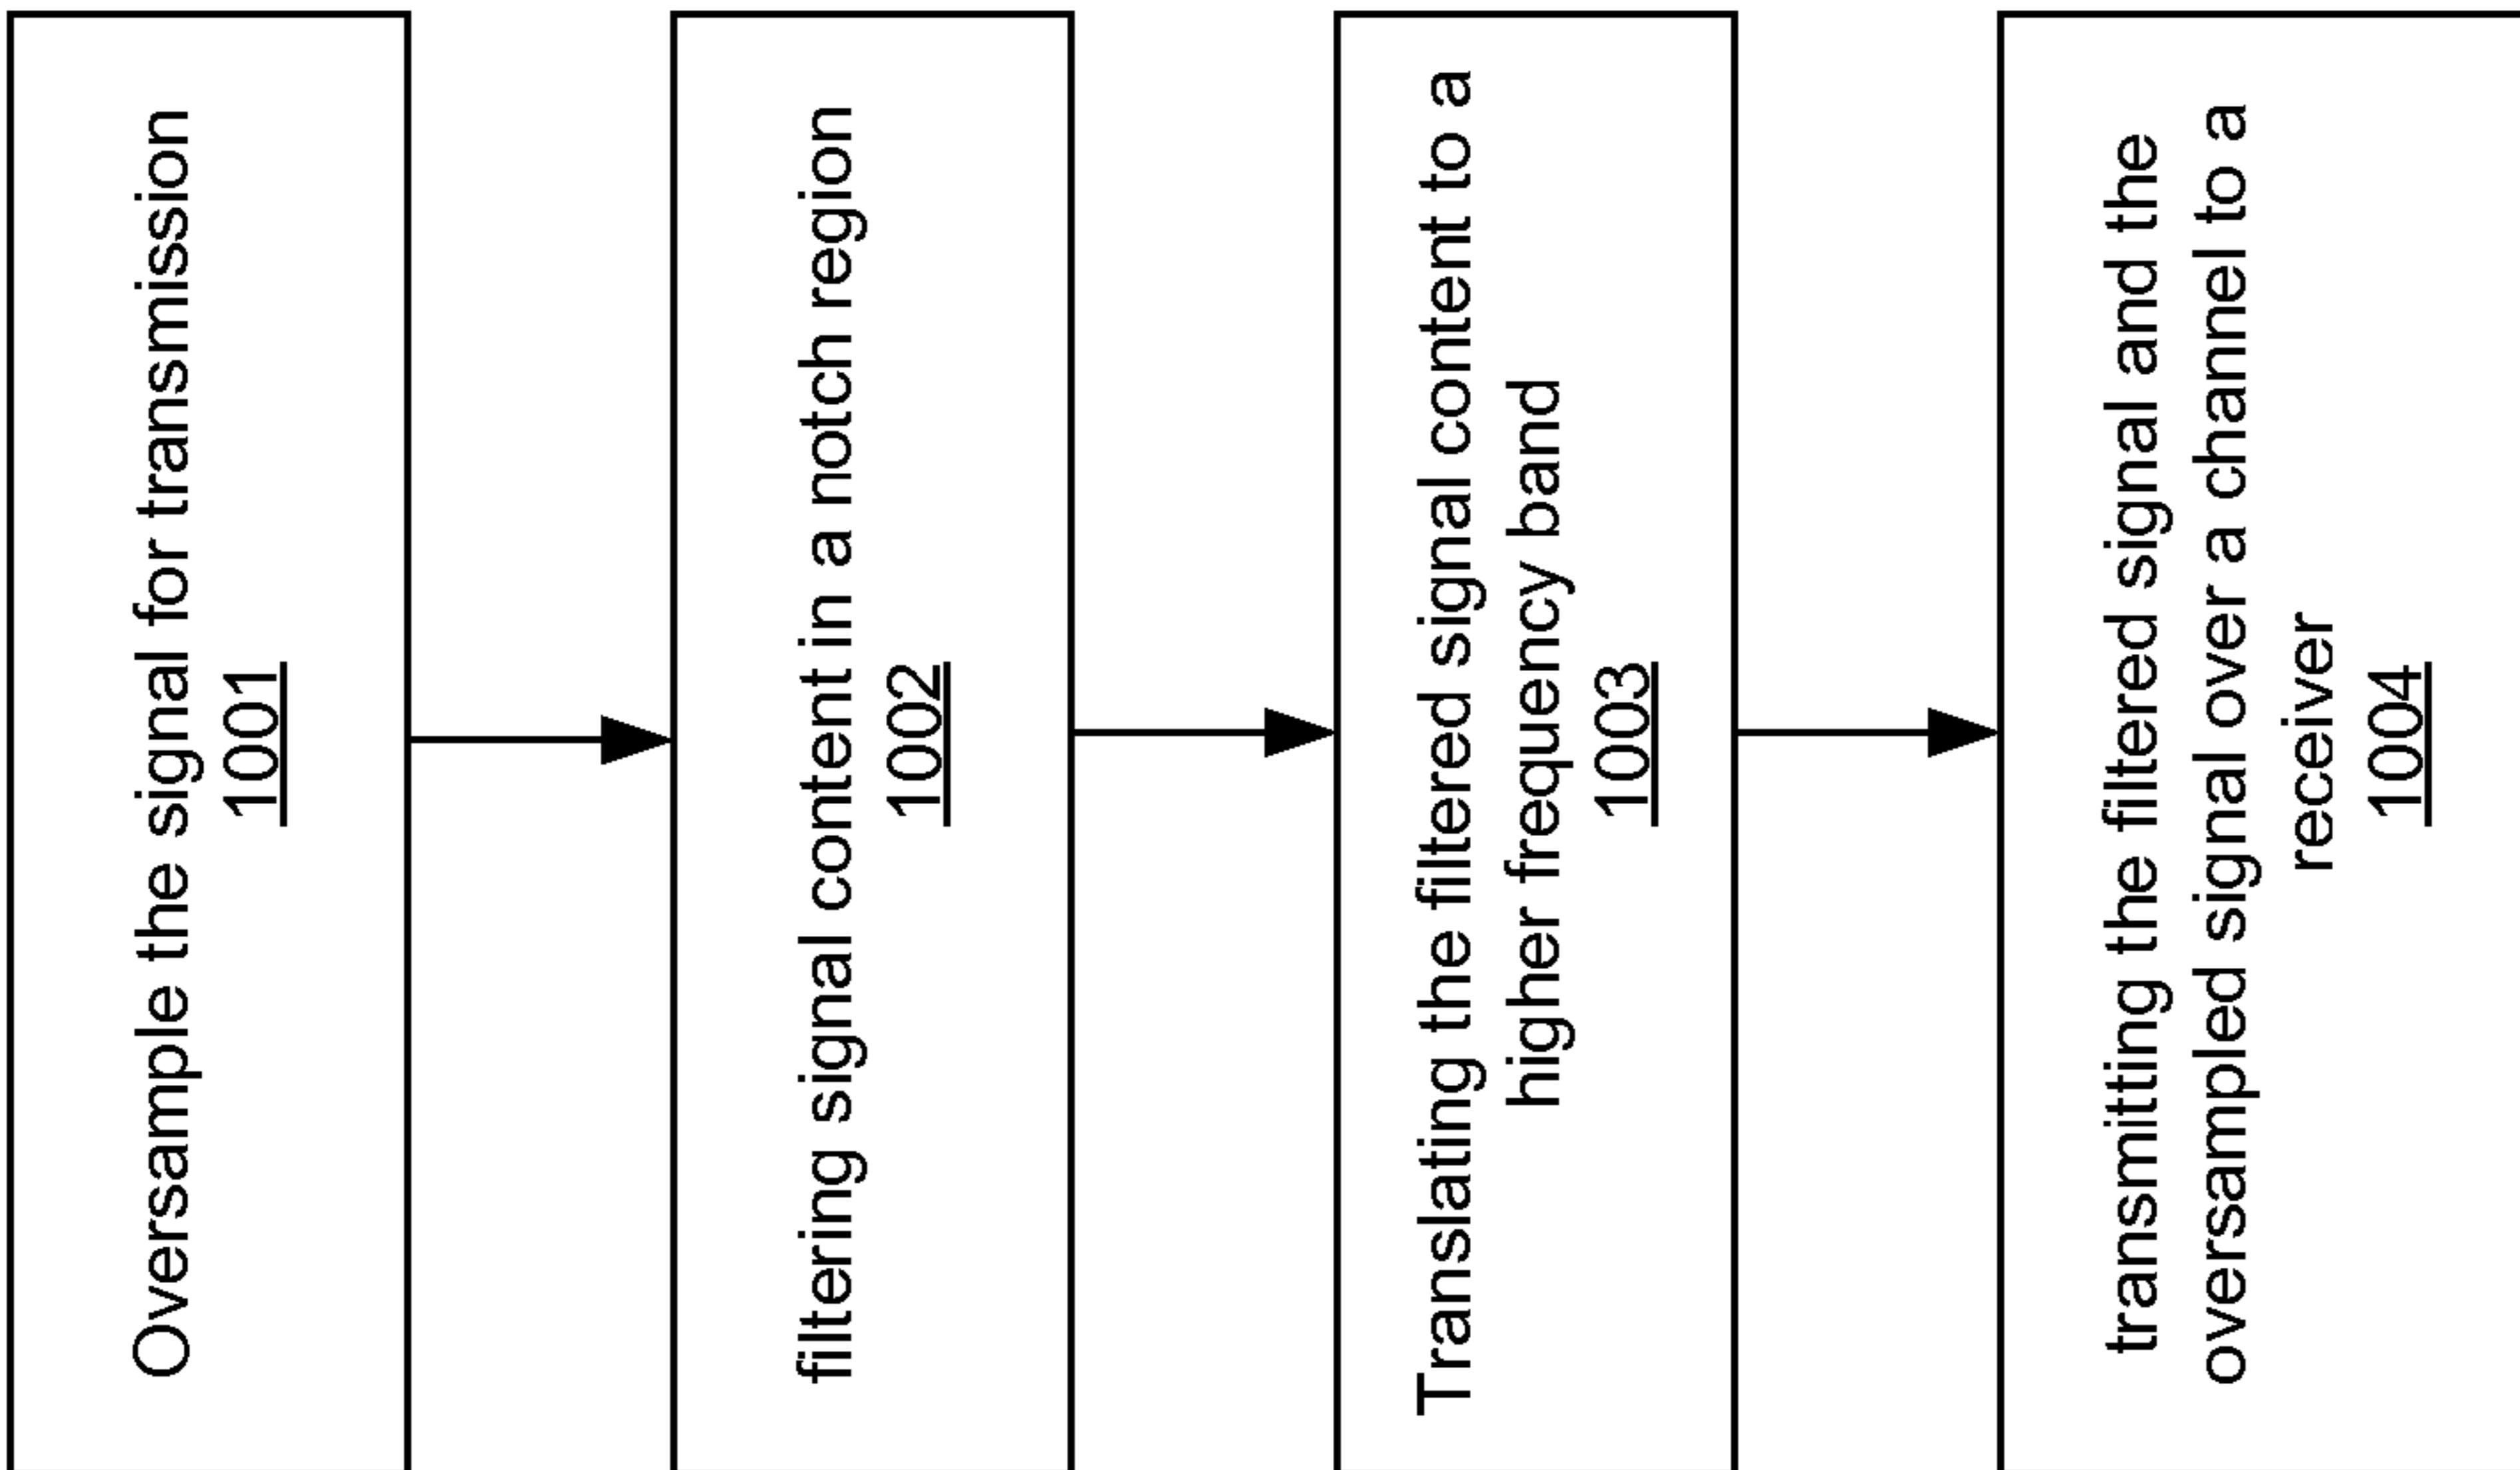 Oversample the signal for transmission
1001
filtering signal content in a notch region
1002
Translating the filtered signal content to a
higher frequency band
1003
transmitting the filtered signal and the
oversampled signal over a channel to a
receiver
1004